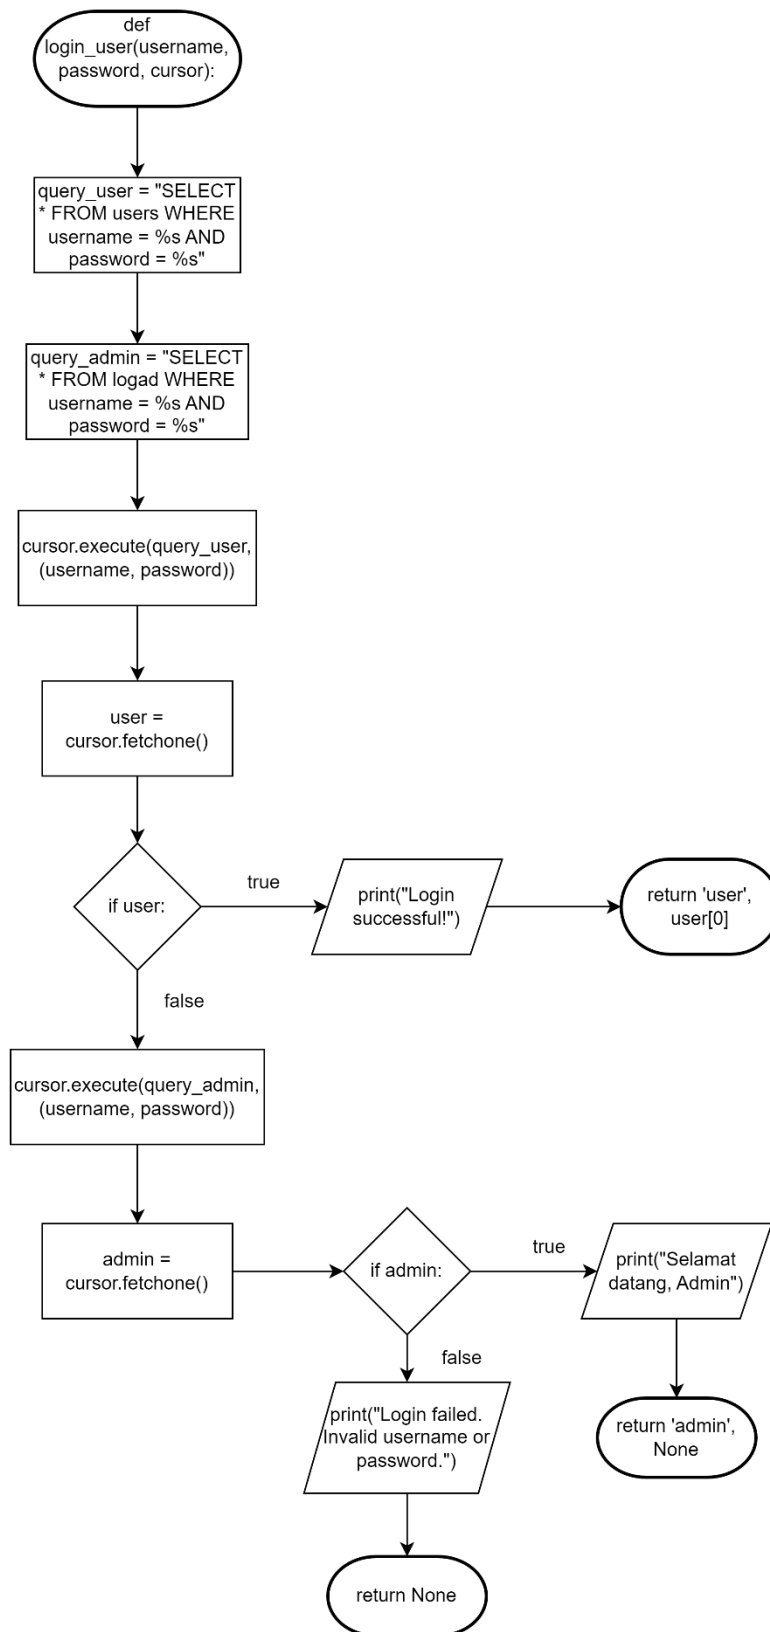 def
login_user(username,
password, cursor):
query_user = "SELECT
* FROM users WHERE
username = %s AND
password = %s"
query_admin = "SELECT
* FROM logad WHERE
username = %s AND
password = %s"
cursor.execute(query_user,
(username, password))
user =
cursor.fetchone()
if user:
true
print("Login
successful!")
return 'user',
user[0]
false
cursor.execute(query_admin,
(username, password))
admin =
cursor.fetchone()
if admin:
true
print("Selamat
datang, Admin")
return 'admin',
None
false
print("Login failed.
Invalid username or
password.")
return None